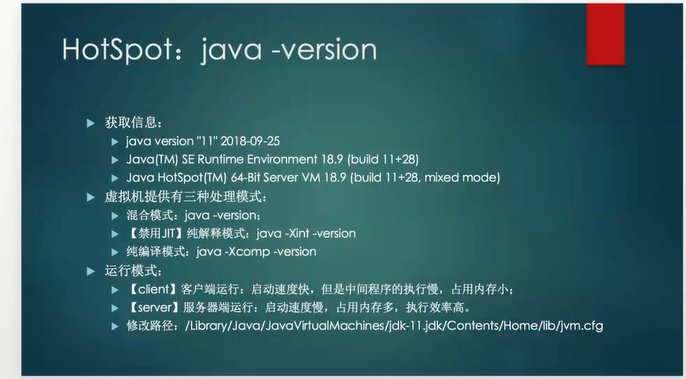 HotSpot：java -version
获取信息：
java version "11" 2018-09-25
Java(TM) SE Runtime Environment 18.9 (build 11+28)
Java HotSpot(TM) 64-Bit Server VM 18.9 (build 11+28, mixed mode)
虚拟机提供有三种处理模式：
混合模式：java -version；
【禁用JIT】纯解释模式：java -Xint -version
纯编译模式：java -Xcomp -version
运行模式：
【client】客户端运行：启动速度快，但是中间程序的执行慢，占用内存小；
【server】服务器端运行：启动速度慢，占用内存多，执行效率高。
修改路径：/Library/Java/JavaVirtualMachines/jdk-11.jdk/Contents/Home/lib/jvm.cfg